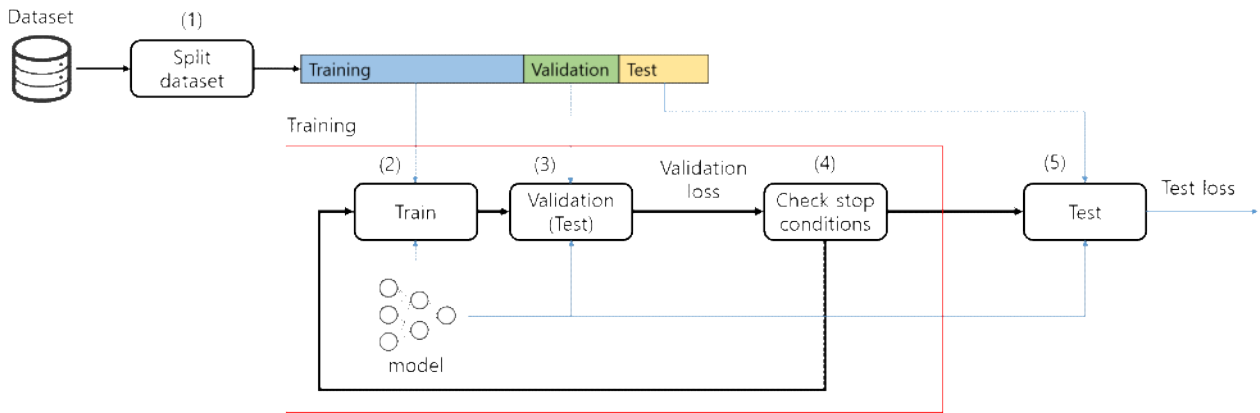 Dataset
(1)
Split
dataset
Training
Validation
Test
Training
(2)
(3)
Validation
loss
(4)
(5)
Train
Validation
(Test)
Check stop
conditions
Test
Test loss
model